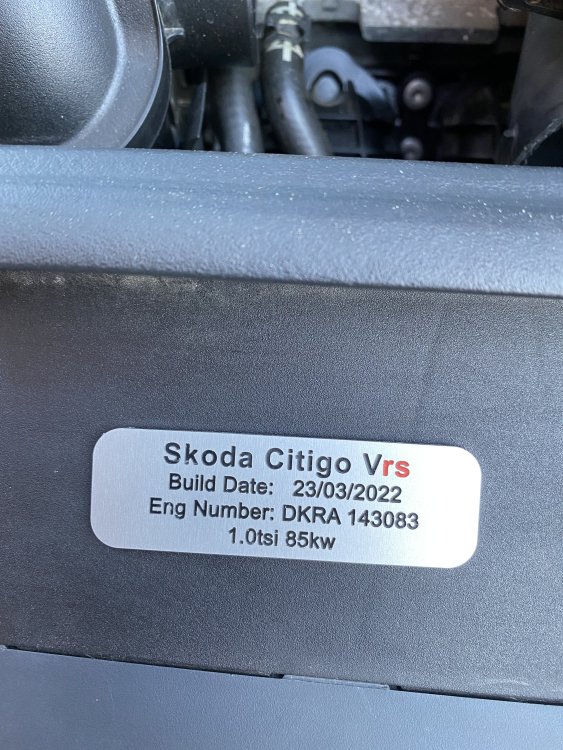 Skoda Citigo Vrs
Build Date: 23/03/2022
Eng Number: DKRA 143083
1.0tsi 85kw